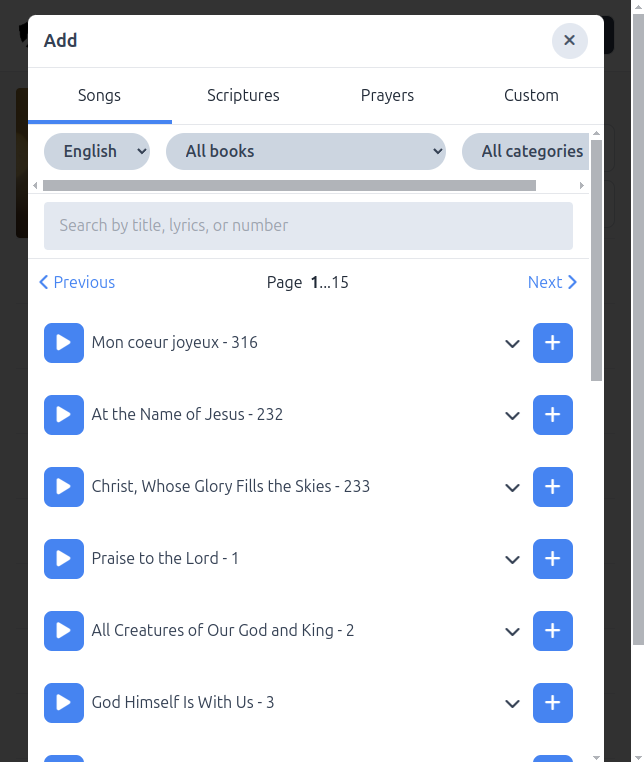 Add
Songs Scriptures Prayers Custom
English All books All categories
Search by title, lyrics, or number
Previous Page 1...15 Next
Mon coeur joyeux - 316
At the Name of Jesus - 232
Christ, Whose Glory Fills the Skies - 233
Praise to the Lord - 1
All Creatures of Our God and King - 2
God Himself Is With Us - 3